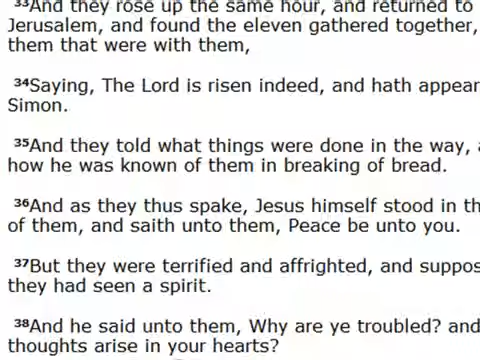 ³³And they rose up the same hour, and returned to
Jerusalem, and found the eleven gathered together,
them that were with them,
³⁴Saying, The Lord is risen indeed, and hath appear
Simon.
³⁵And they told what things were done in the way,
how he was known of them in breaking of bread.
³⁶And as they thus spake, Jesus himself stood in th
of them, and saith unto them, Peace be unto you.
³⁷But they were terrified and affrighted, and suppos
they had seen a spirit.
³⁸And he said unto them, Why are ye troubled? and
thoughts arise in your hearts?